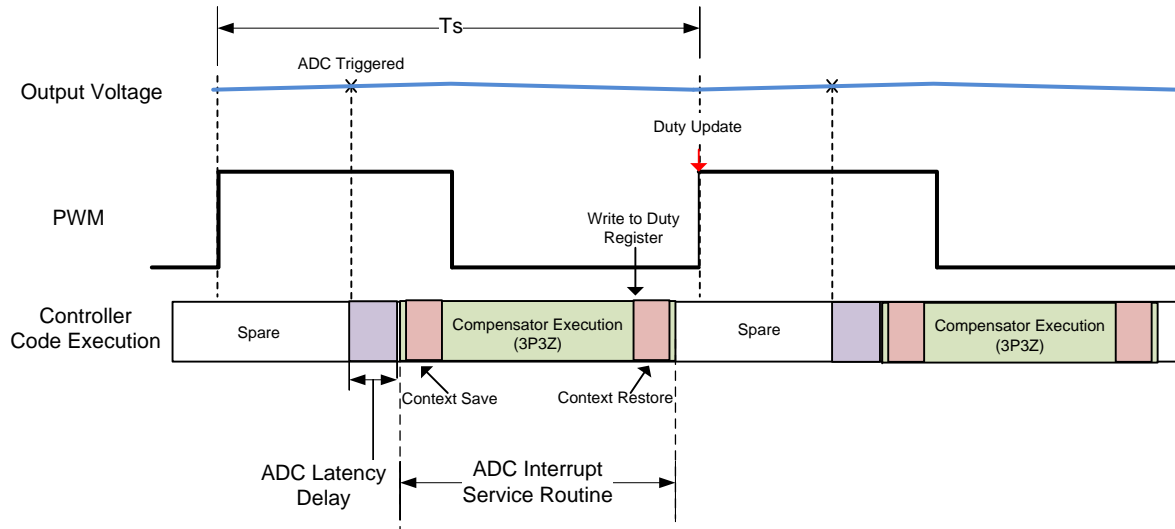 Ts
ADC Triggered
Output Voltage
Duty Update
PWM
Write to Duty
Register
Controller
Code Execution
Spare
Compensator Execution
(3P3Z)
Spare
Compensator Execution
(3P3Z)
Context Save
Context Restore
ADC Latency
Delay
ADC Interrupt
Service Routine